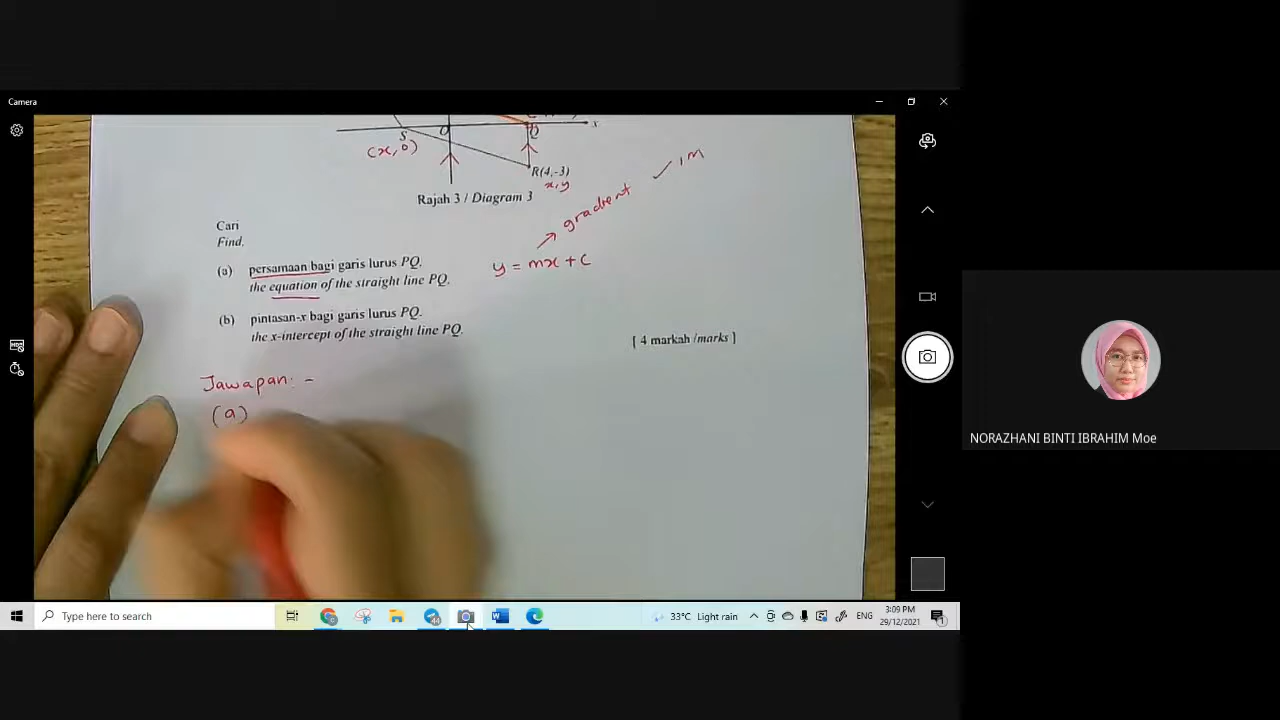 Camera
x
S
O
Q
(x, 0)
R(4,-3)
x, y
Rajah 3 / Diagram 3
gradient ✓ 1M
Cari
Find.
(a) persamaan bagi garis lurus PQ.
the equation of the straight line PQ.
y = mx + c
(b) pintasan-x bagi garis lurus PQ.
the x-intercept of the straight line PQ.
[ 4 markah /marks ]
Jawapan: -
(a)
NORAZHANI BINTI IBRAHIM Moe
Type here to search
33°C Light rain
ENG
3:09 PM
29/12/2021